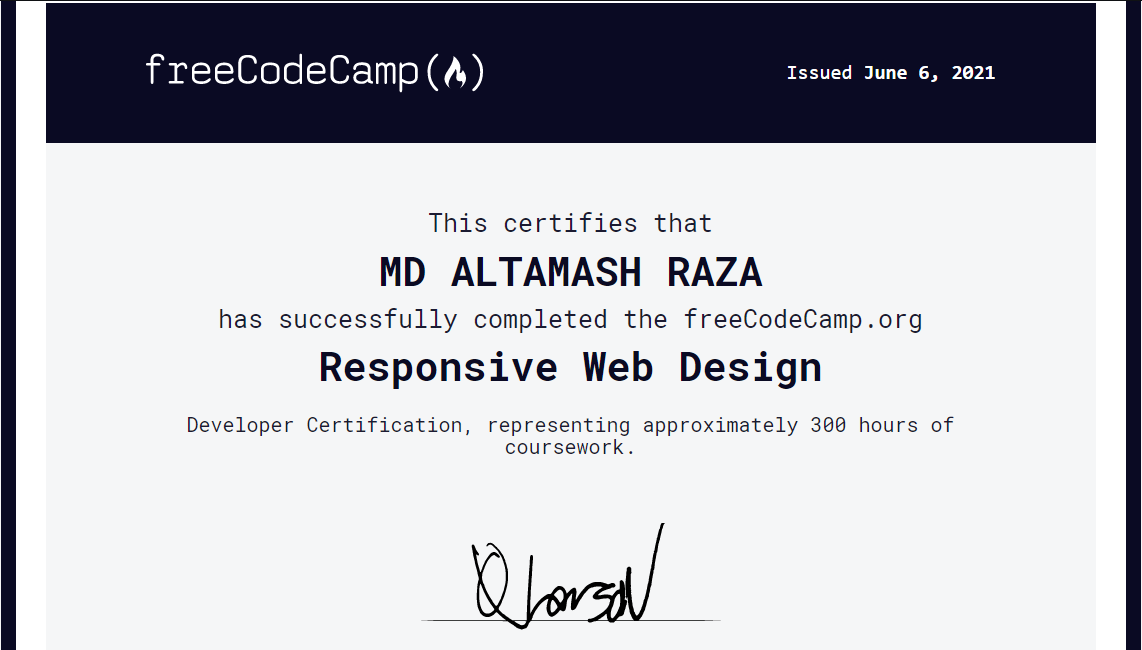 freeCodeCamp
Issued June 6, 2021
This certifies that
MD ALTAMASH RAZA
has successfully completed the freeCodeCamp.org
Responsive Web Design
Developer Certification, representing approximately 300 hours of
coursework.